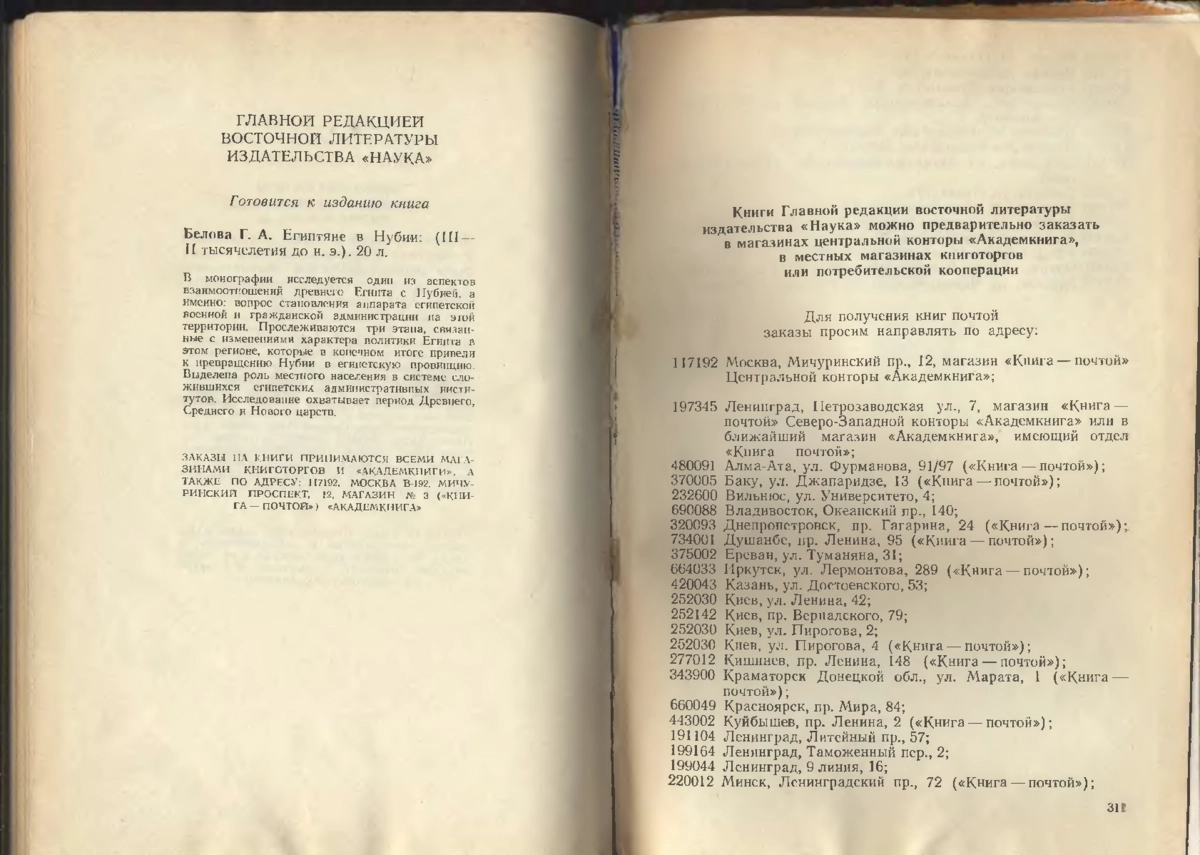 ГЛАВНОЙ РЕДАКЦИЕЙ
ВОСТОЧНОЙ ЛИТЕРАТУРЫ
ИЗДАТЕЛЬСТВА «НАУКА»
Готовится к изданию книга
Белова Г. А. Египтяне в Нубии: (III —
II тысячелетия до н. э.). 20 л.
В монографии исследуется один из аспектов
взаимоотношений древнего Египта с Нубией, а
именно: вопрос становления аппарата египетской
военной и гражданской администрации на этой
территории. Прослеживаются три этапа, связан-
ные с изменениями характера политики Египта в
этом регионе, которые в конечном итоге привели
к превращению Нубии в египетскую провинцию.
Выделена роль местного населения в системе сло-
жившихся египетских административных инсти-
тутов. Исследование охватывает период Древнего,
Среднего и Нового царств.
ЗАКАЗЫ НА КНИГИ ПРИНИМАЮТСЯ ВСЕМИ МАГА-
ЗИНАМИ КНИГОТОРГОВ И «АКАДЕМКНИГИ», А
ТАКЖЕ ПО АДРЕСУ: 117192, МОСКВА В-192, МИЧУ-
РИНСКИЙ ПРОСПЕКТ, 12, МАГАЗИН № 3 («КНИ-
ГА — ПОЧТОЙ») «АКАДЕМКНИГА»
Книги Главной редакции восточной литературы
издательства «Наука» можно предварительно заказать
в магазинах центральной конторы «Академкнига»,
в местных магазинах книготоргов
или потребительской кооперации
Для получения книг почтой
заказы просим направлять по адресу:
117192 Москва, Мичуринский пр., 12, магазин «Книга — почтой»
Центральной конторы «Академкнига»;
197345 Ленинград, Петрозаводская ул., 7, магазин «Книга —
почтой» Северо-Западной конторы «Академкнига» или в
ближайший магазин «Академкнига», имеющий отдел
«Книга почтой»;
480091 Алма-Ата, ул. Фурманова, 91/97 («Книга — почтой»);
370005 Баку, ул. Джапаридзе, 13 («Книга — почтой»);
232600 Вильнюс, ул. Университето, 4;
690088 Владивосток, Океанский пр., 140;
320093 Днепропетровск, пр. Гагарина, 24 («Книга — почтой»);
734001 Душанбе, пр. Ленина, 95 («Книга — почтой»);
375002 Ереван, ул. Туманяна, 31;
664033 Иркутск, ул. Лермонтова, 289 («Книга — почтой»);
420043 Казань, ул. Достоевского, 53;
252030 Киев, ул. Ленина, 42;
252142 Киев, пр. Вернадского, 79;
252030 Киев, ул. Пирогова, 2;
252030 Киев, ул. Пирогова, 4 («Книга — почтой»);
277012 Кишинев, пр. Ленина, 148 («Книга — почтой»);
343900 Краматорск Донецкой обл., ул. Марата, 1 («Книга —
почтой»);
660049 Красноярск, пр. Мира, 84;
443002 Куйбышев, пр. Ленина, 2 («Книга — почтой»);
191104 Ленинград, Литейный пр., 57;
199164 Ленинград, Таможенный пер., 2;
199044 Ленинград, 9 линия, 16;
220012 Минск, Ленинградский пр., 72 («Книга — почтой»);
311